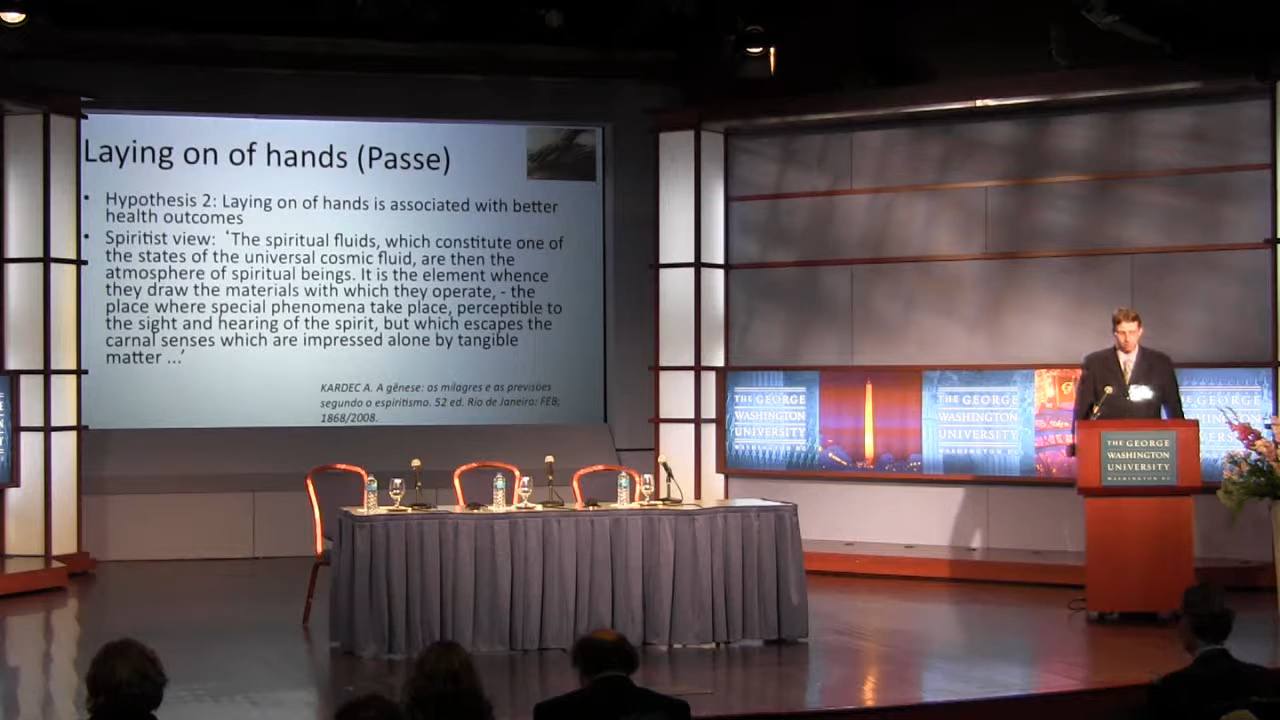 Laying on of hands (Passe)
• Hypothesis 2: Laying on of hands is associated with better
health outcomes
• Spiritist view: ‘The spiritual fluids, which constitute one of
the states of the universal cosmic fluid, are then the
atmosphere of spiritual beings. It is the element whence
they draw the materials with which they operate, - the
place where special phenomena take place, perceptible to
the sight and hearing of the spirit, but which escapes the
carnal senses which are impressed alone by tangible
matter ...’
KARDEC A. A gênese: os milagres e as previsões
segundo o espiritismo. 52 ed. Rio de Janeiro: FEB;
1868/2008.
THE GEORGE
WASHINGTON
UNIVERSITY
WASHINGTON DC
THE GEORGE
WASHINGTON
UNIVERSITY
WASHINGTON DC
THE GEORGE
WASHINGTON
UNIVERSITY
WASHINGTON DC